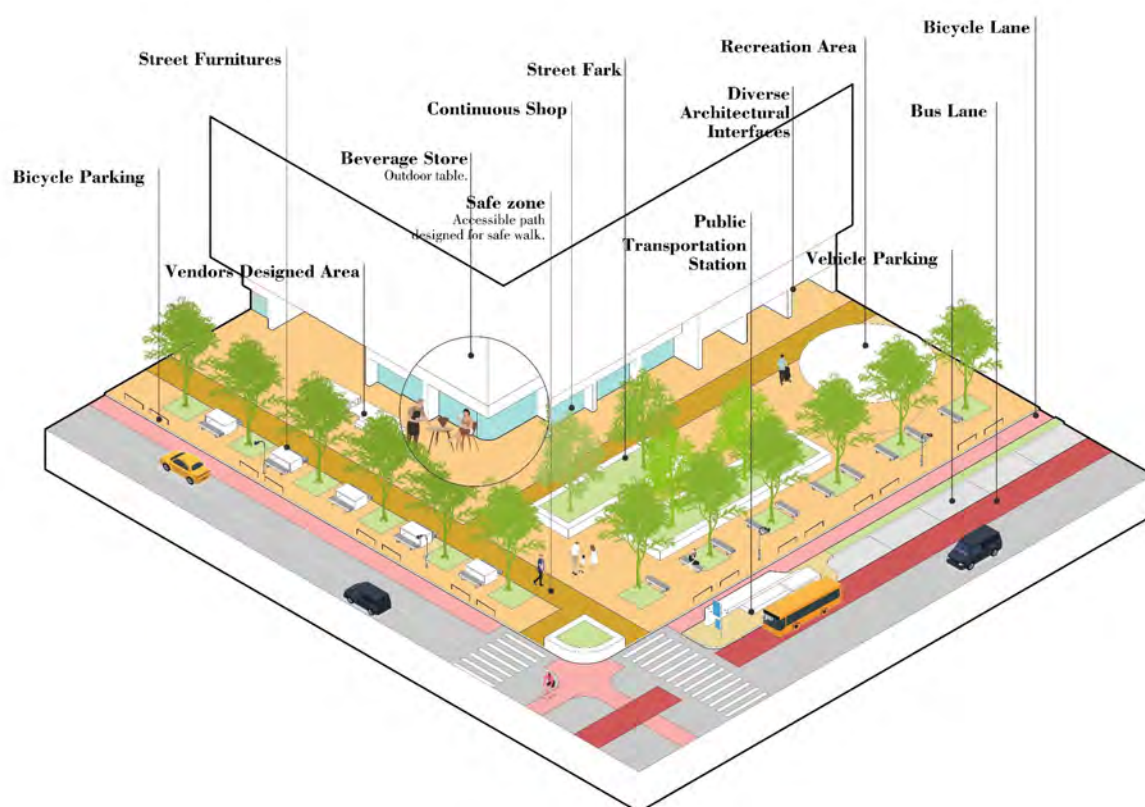 Bicycle Lane
Recreation Area
Street Furnitures
Street Fark
Diverse
Architectural
Interfaces
Continuous Shop
Bus Lane
Beverage Store
Outdoor table.
Bicycle Parking
Safe zone
Accessible path
designed for safe walk.
Public
Transportation
Station
Vehicle Parking
Vendors Designed Area